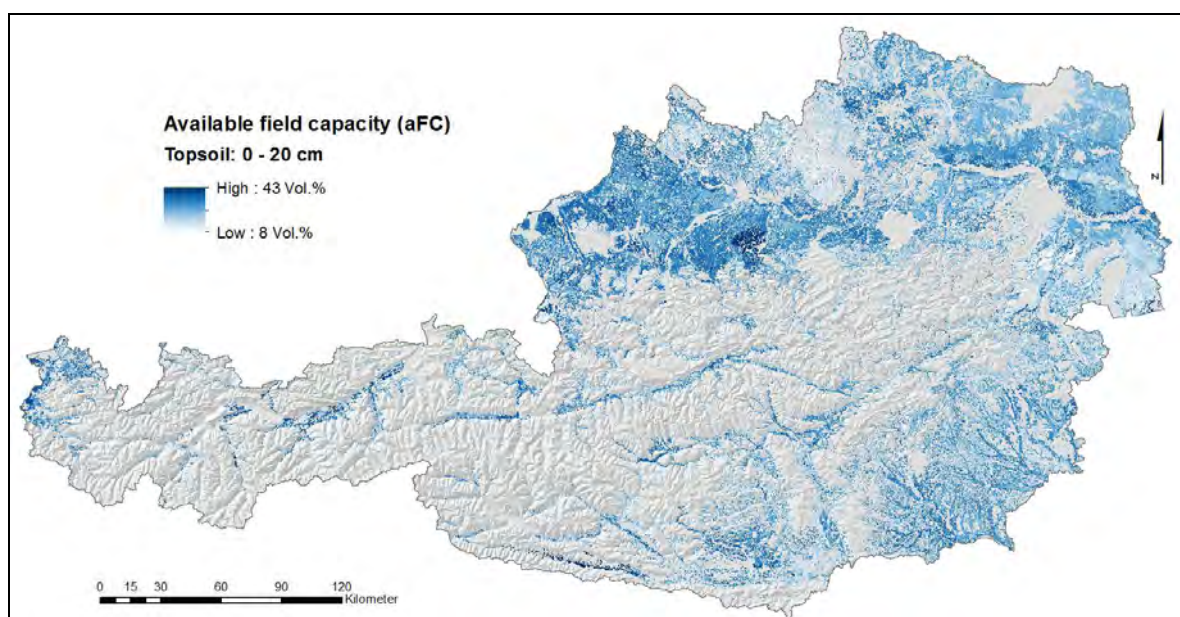 Available field capacity (aFC)
Topsoil: 0 - 20 cm
High : 43 Vol.%
Low : 8 Vol.%
N
0 15 30 60 90 120
Kilometer